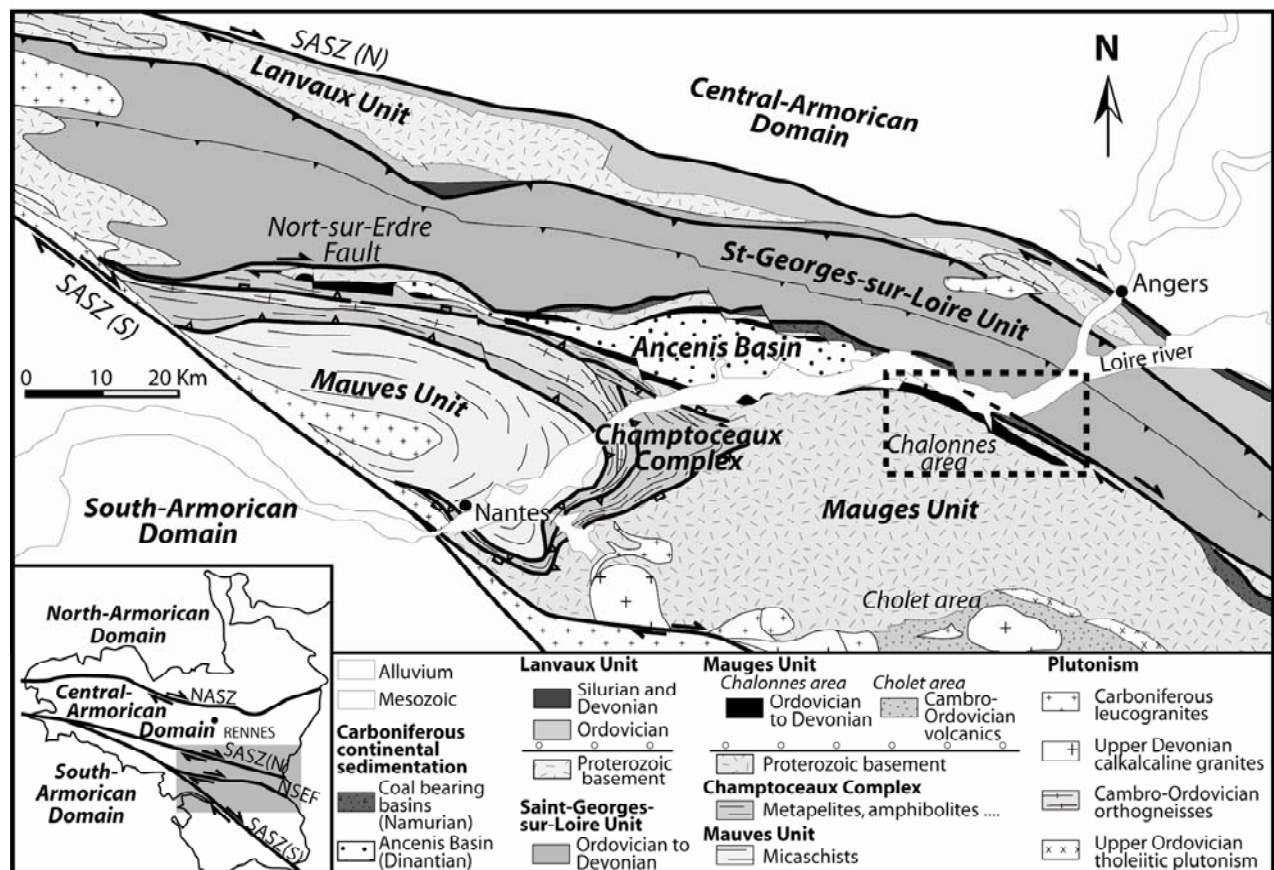 SASZ (N)
Lanvaux Unit
Central-Armorican
Domain
N
Nort-sur-Erdre
Fault
St-Georges-sur-Loire Unit
Angers
Loire river
SASZ (S)
Ancenis Basin
0 10 20 Km
Mauves Unit
Champtoceaux
Complex
Chalonnes
area
Mauges Unit
South-Armorican
Domain
Nantes
Cholet area
North-Armorican
Domain
NASZ
Central-
Armorican
Domain
RENNES
SASZ(N)
NSEF
South-
Armorican
Domain
SASZ(S)
Alluvium
Mesozoic
Carboniferous
continental
sedimentation
Coal bearing
basins
(Namurian)
Ancenis Basin
(Dinantian)
Lanvaux Unit
Silurian and
Devonian
Ordovician
Proterozoic
basement
Saint-Georges-
sur-Loire Unit
Ordovician to
Devonian
Mauges Unit
Chalonnes area
Ordovician
to Devonian
Cholet area
Cambro-
Ordovician
volcanics
Proterozoic basement
Champtoceaux Complex
Metapelites, amphibolites ....
Mauves Unit
Micaschists
Plutonism
Carboniferous
leucogranites
Upper Devonian
calkalcaline granites
Cambro-Ordovician
orthogneisses
Upper Ordovician
tholeiitic plutonism